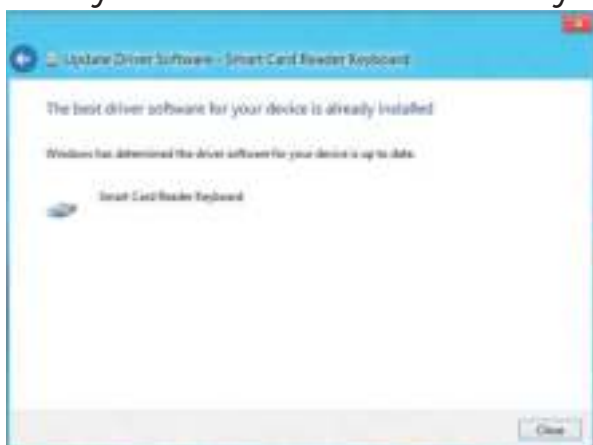 Update Driver Software - Smart Card Reader Keyboard
The best driver software for your device is already installed
Windows has determined the driver software for your device is up to date.
Smart Card Reader Keyboard
Close